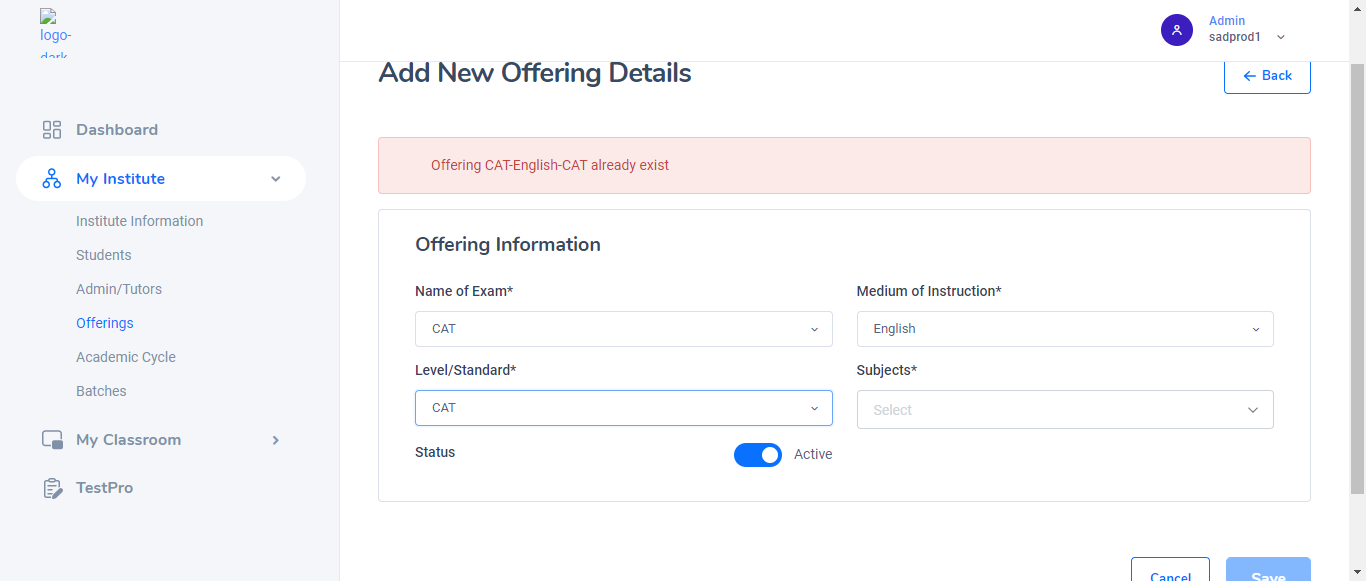 logo-
dark
Admin
sadprod1
Add New Offering Details
Back
Dashboard
Offering CAT-English-CAT already exist
My Institute
Institute Information
Students
Admin/Tutors
Offerings
Academic Cycle
Batches
My Classroom
TestPro
Offering Information
Name of Exam*
Medium of Instruction*
CAT
English
Level/Standard*
Subjects*
CAT
Select
Status
Active
Cancel
Save